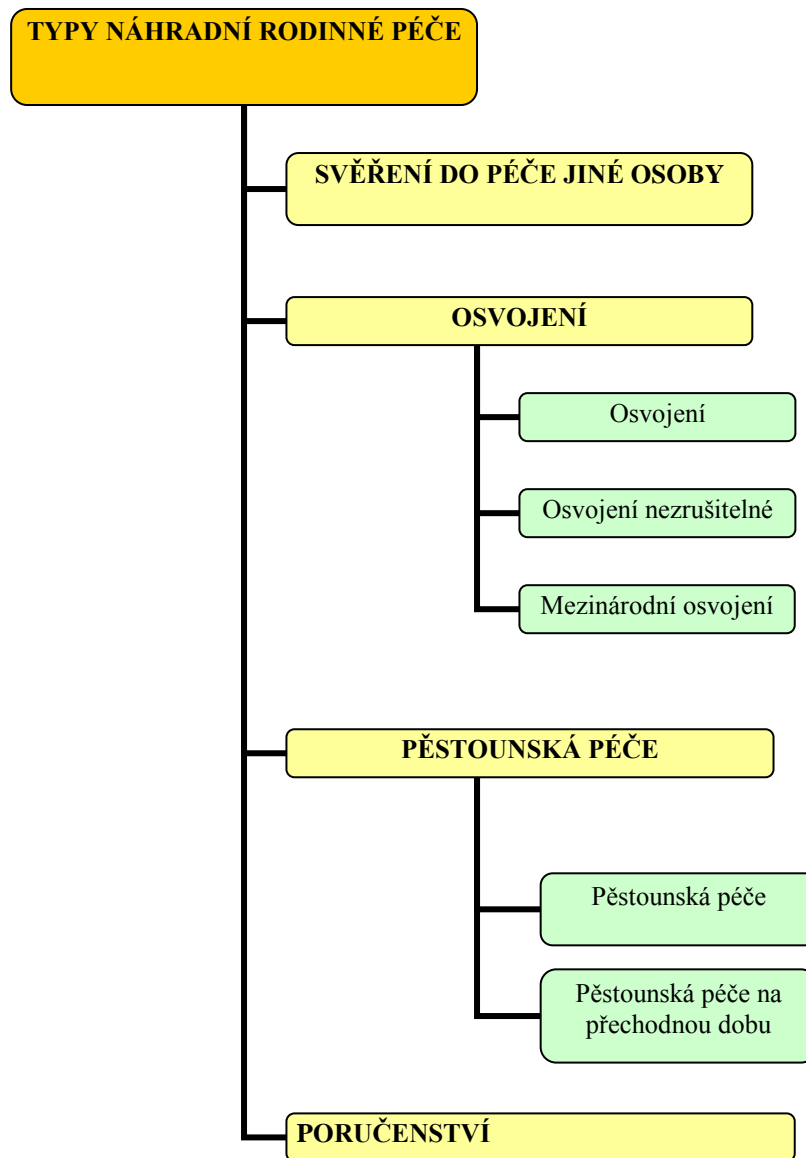 TYPY NÁHRADNÍ RODINNÉ PÉČE
SVĚŘENÍ DO PÉČE JINÉ OSOBY
OSVOJENÍ
Osvojení
Osvojení nezrušitelné
Mezinárodní osvojení
PĚSTOUNSKÁ PÉČE
Pěstounská péče
Pěstounská péče na
přechodnou dobu
PORUČENSTVÍ